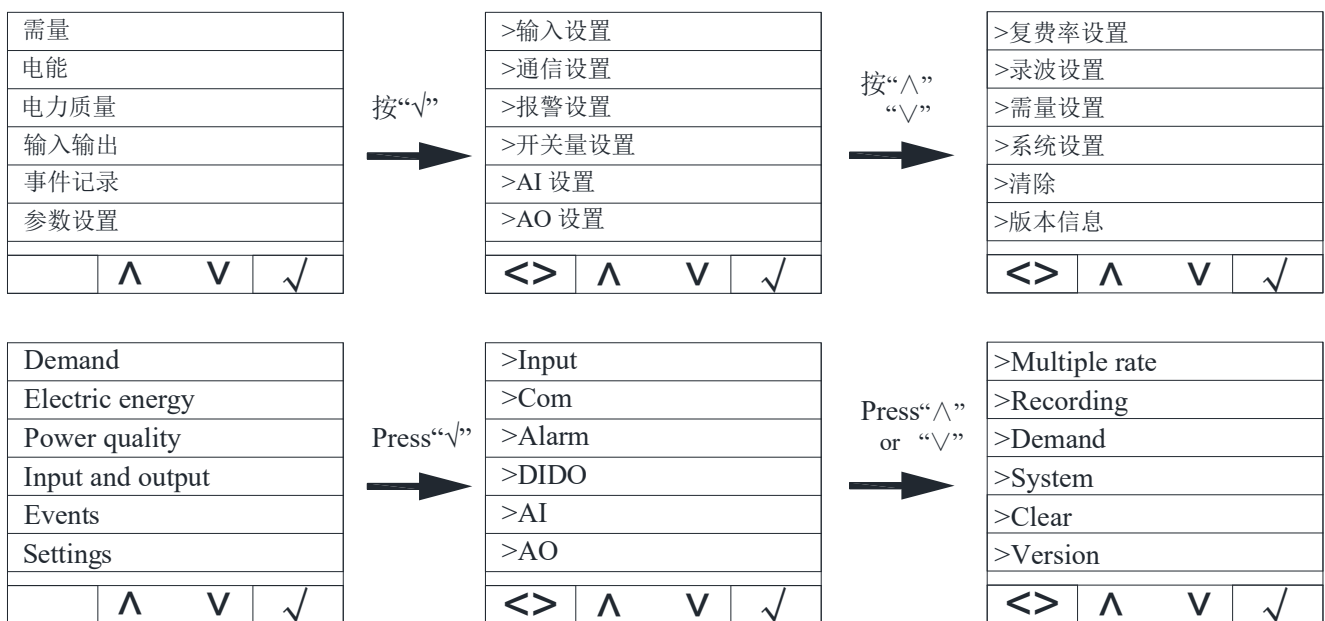 需量
电能
电力质量
输入输出
事件记录
参数设置
∧ ∨ √
按“√”
>输入设置
>通信设置
>报警设置
>开关量设置
>AI 设置
>AO 设置
<> ∧ ∨ √
按“∧”
“∨”
>复费率设置
>录波设置
>需量设置
>系统设置
>清除
>版本信息
<> ∧ ∨ √
Demand
Electric energy
Power quality
Input and output
Events
Settings
∧ ∨ √
Press“√”
>Input
>Com
>Alarm
>DIDO
>AI
>AO
<> ∧ ∨ √
Press“∧”
or “∨”
>Multiple rate
>Recording
>Demand
>System
>Clear
>Version
<> ∧ ∨ √